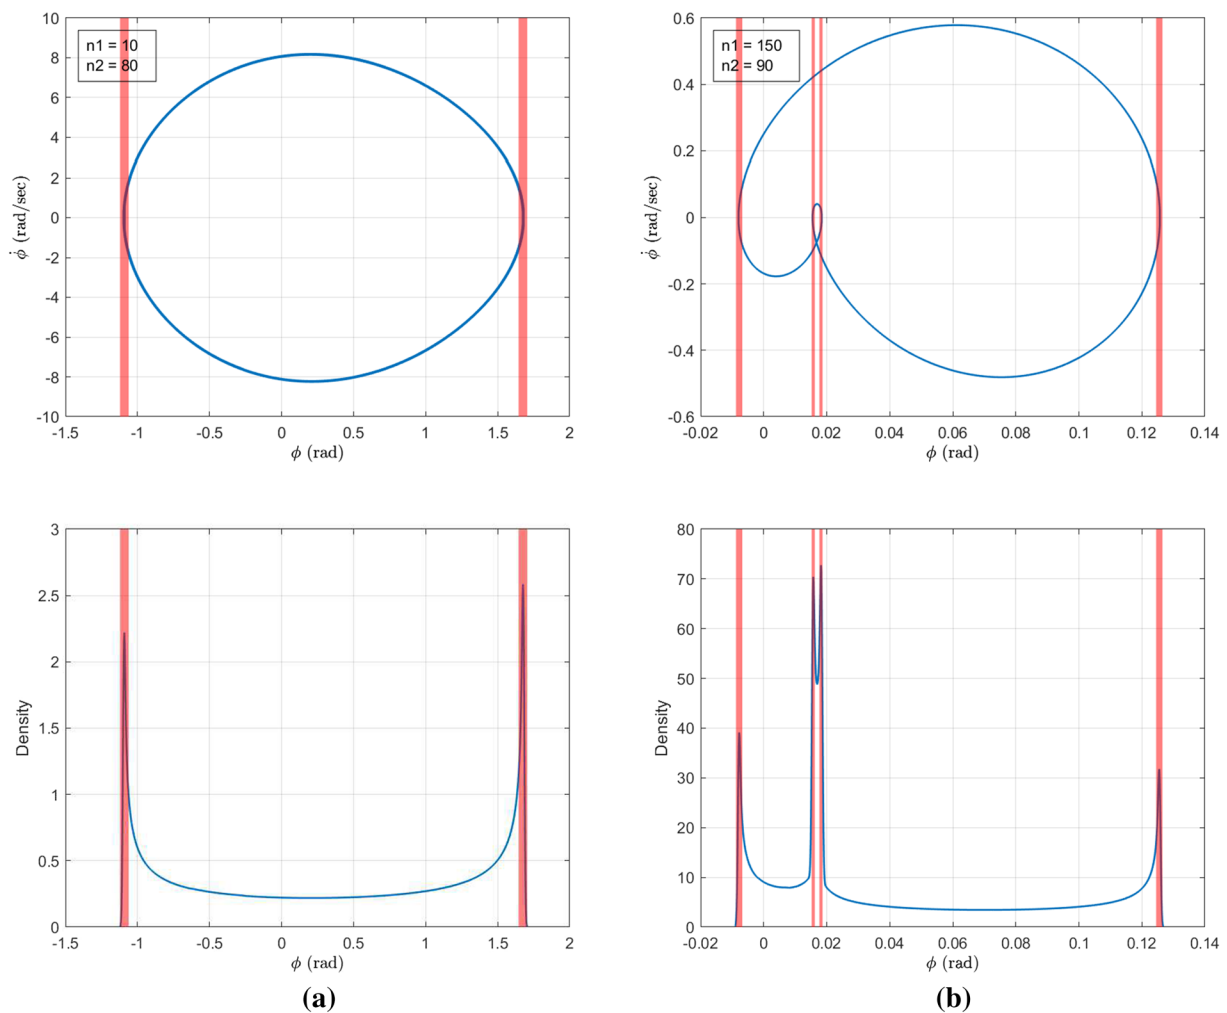 10
8
6
4
2
0
-2
-4
-6
-8
-10
n1 = 10
n2 = 80
ϕ̇ (rad/sec)
-1.5 -1 -0.5 0 0.5 1 1.5 2
ϕ (rad)
0.6
0.4
0.2
0
-0.2
-0.4
-0.6
n1 = 150
n2 = 90
ϕ̇ (rad/sec)
-0.02 0 0.02 0.04 0.06 0.08 0.1 0.12 0.14
ϕ (rad)
3
2.5
2
1.5
1
0.5
0
Density
-1.5 -1 -0.5 0 0.5 1 1.5 2
ϕ (rad)
(a)
80
70
60
50
40
30
20
10
0
Density
-0.02 0 0.02 0.04 0.06 0.08 0.1 0.12 0.14
ϕ (rad)
(b)